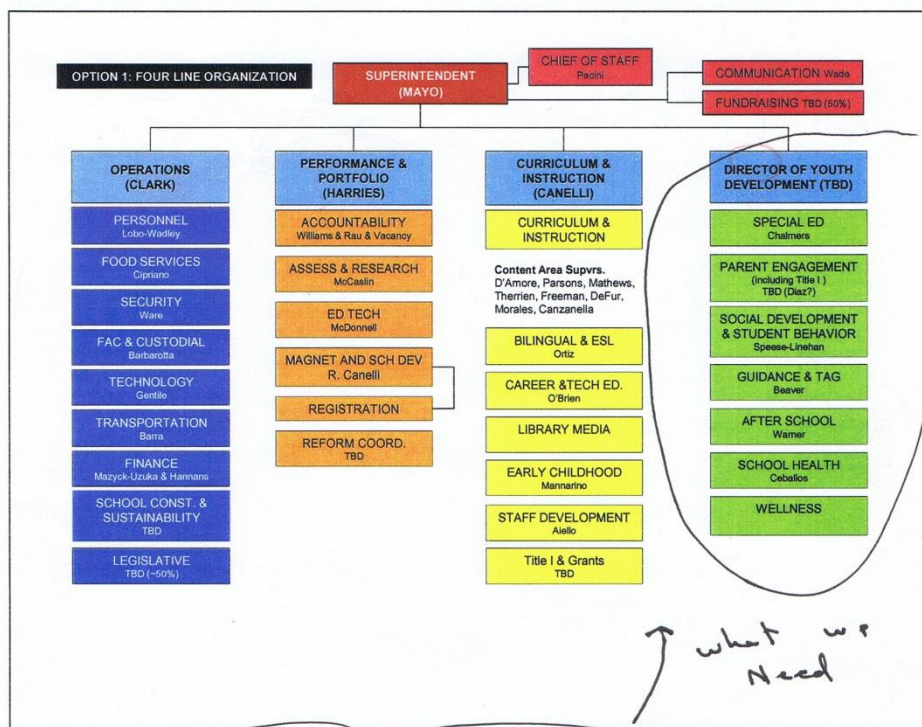 OPTION 1: FOUR LINE ORGANIZATION
SUPERINTENDENT
(MAYO)
CHIEF OF STAFF
Pacini
COMMUNICATION Wade
FUNDRAISING TBD (50%)
OPERATIONS
(CLARK)
PERSONNEL
Lobo-Wadley
FOOD SERVICES
Cipriano
SECURITY
Ware
FAC & CUSTODIAL
Barbarotta
TECHNOLOGY
Gentile
TRANSPORTATION
Barra
FINANCE
Mazyck-Uzuka & Hannans
SCHOOL CONST. &
SUSTAINABILITY
TBD
LEGISLATIVE
TBD (~50%)
PERFORMANCE &
PORTFOLIO
(HARRIES)
ACCOUNTABILITY
Williams & Rau & Vacancy
ASSESS & RESEARCH
McCaslin
ED TECH
McDonnell
MAGNET AND SCH DEV
R. Canelli
REGISTRATION
REFORM COORD.
TBD
CURRICULUM &
INSTRUCTION
(CANELLI)
CURRICULUM &
INSTRUCTION
Content Area Supvrs.
D'Amore, Parsons, Mathews,
Therrien, Freeman, DeFur,
Morales, Canzanella
BILINGUAL & ESL
Ortiz
CAREER &TECH ED.
O'Brien
LIBRARY MEDIA
EARLY CHILDHOOD
Mannarino
STAFF DEVELOPMENT
Aiello
Title I & Grants
TBD
DIRECTOR OF YOUTH
DEVELOPMENT (TBD)
SPECIAL ED
Chalmers
PARENT ENGAGEMENT
(including Title I )
TBD (Diaz?)
SOCIAL DEVELOPMENT
& STUDENT BEHAVIOR
Speese-Linehan
GUIDANCE & TAG
Beaver
AFTER SCHOOL
Warner
SCHOOL HEALTH
Ceballos
WELLNESS
what we
Need